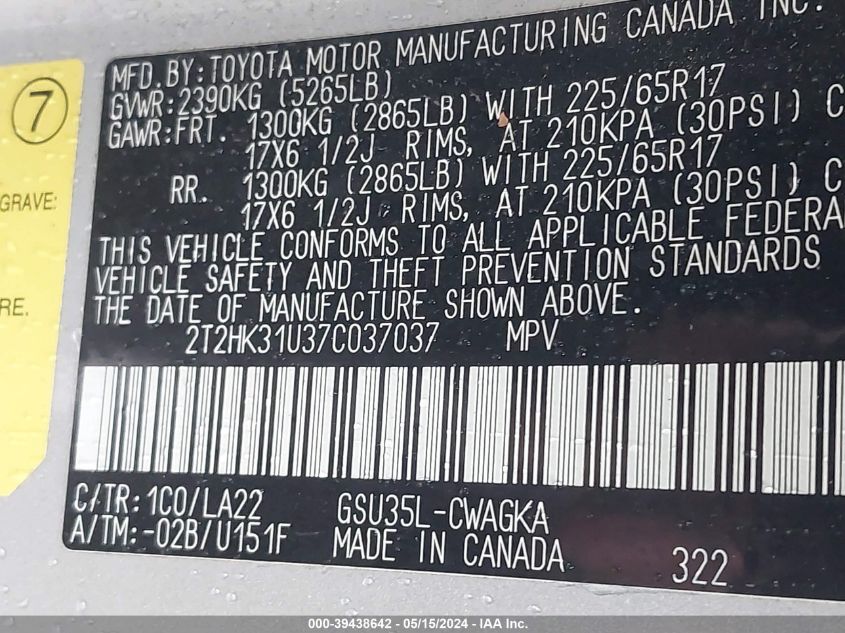 MFD. BY: TOYOTA MOTOR MANUFACTURING CANADA INC.
GVWR: 2390KG (5265LB)
GAWR: FRT. 1300KG (2865LB) WITH 225/65R17
17X6 1/2J RIMS, AT 210KPA (30PSI) C
RR. 1300KG (2865LB) WITH 225/65R17
17X6 1/2J RIMS, AT 210KPA (30PSI) C
THIS VEHICLE CONFORMS TO ALL APPLICABLE FEDERA
VEHICLE SAFETY AND THEFT PREVENTION STANDARDS
THE DATE OF MANUFACTURE SHOWN ABOVE.
2T2HK31U37C037037 MPV
C/TR: 1C0/LA22 GSU35L-CWAGKA
A/TM: -02B/U151F MADE IN CANADA 322
7
GRAVE:
RE.
000-39438642 - 05/15/2024 - IAA Inc.